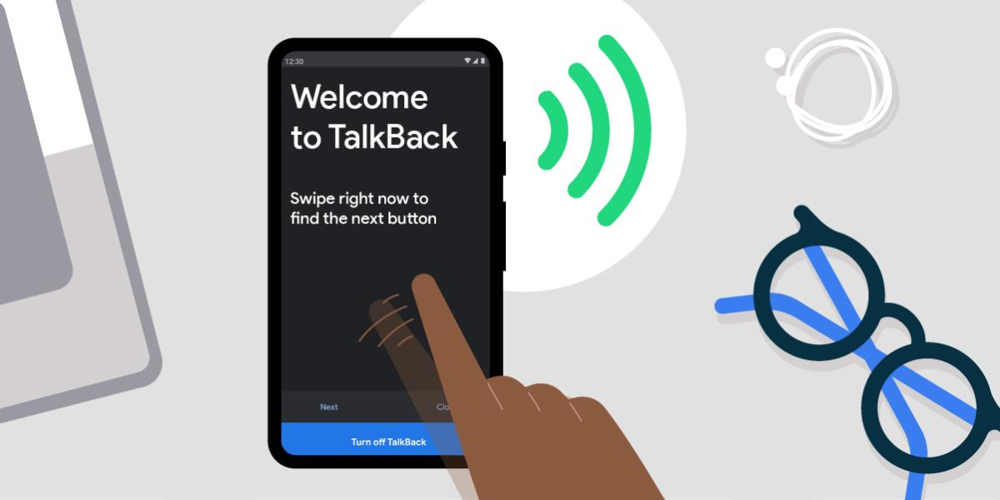 12:30
Welcome
to TalkBack
Swipe right now to
find the next button
Next
Turn off TalkBack